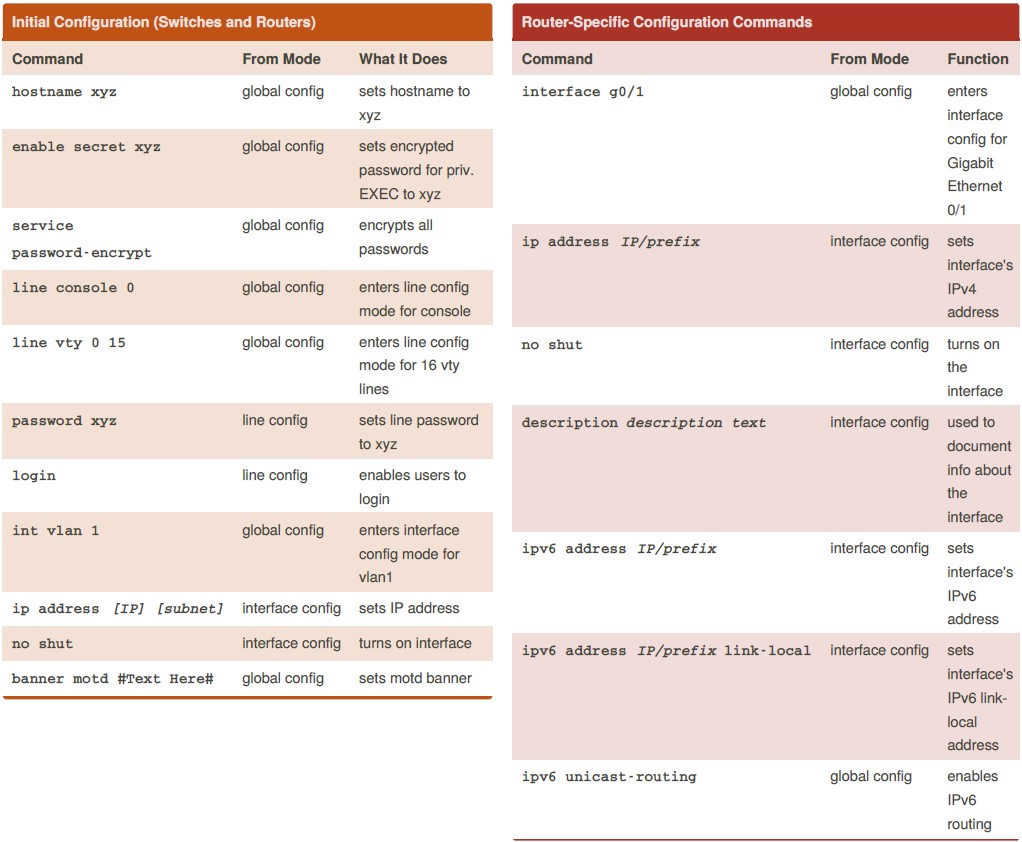 Initial Configuration (Switches and Routers)
Command From Mode What It Does
hostname xyz global config sets hostname to
xyz
enable secret xyz global config sets encrypted
password for priv.
EXEC to xyz
service global config encrypts all
password-encrypt passwords
line console 0 global config enters line config
mode for console
line vty 0 15 global config enters line config
mode for 16 vty
lines
password xyz line config sets line password
to xyz
login line config enables users to
login
int vlan 1 global config enters interface
config mode for
vlan1
ip address [IP] [subnet] interface config sets IP address
no shut interface config turns on interface
banner motd #Text Here# global config sets motd banner
Router-Specific Configuration Commands
Command From Mode Function
interface g0/1 global config enters
interface
config for
Gigabit
Ethernet
0/1
ip address IP/prefix interface config sets
interface's
IPv4
address
no shut interface config turns on
the
interface
description description text interface config used to
document
info about
the
interface
ipv6 address IP/prefix interface config sets
interface's
IPv6
address
ipv6 address IP/prefix link-local interface config sets
interface's
IPv6 link-
local
address
ipv6 unicast-routing global config enables
IPv6
routing